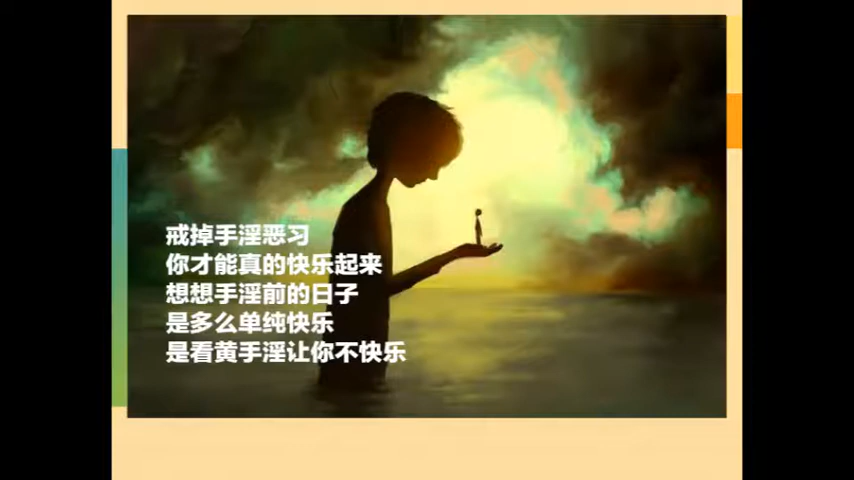 戒掉手淫恶习
你才能真的快乐起来
想想手淫前的日子
是多么单纯快乐
是看黄手淫让你不快乐